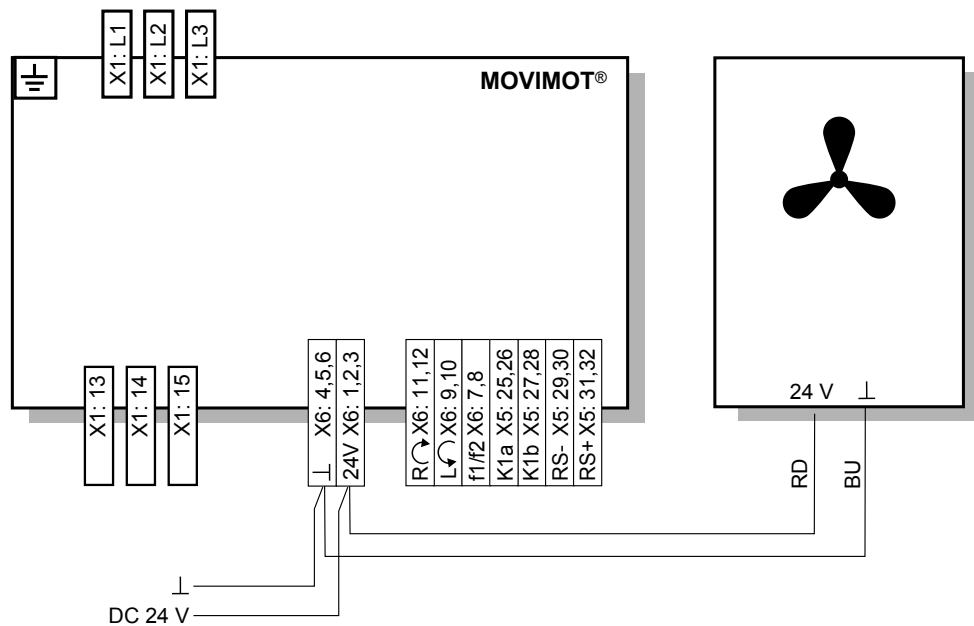 X1: L1
X1: L2
X1: L3
MOVIMOT®
X1: 13
X1: 14
X1: 15
⊥ X6: 4,5,6
24V X6: 1,2,3
R X6: 11,12
L X6: 9,10
f1/f2 X6: 7,8
K1a X5: 25,26
K1b X5: 27,28
RS- X5: 29,30
RS+ X5: 31,32
24 V ⊥
RD
BU
⊥
DC 24 V